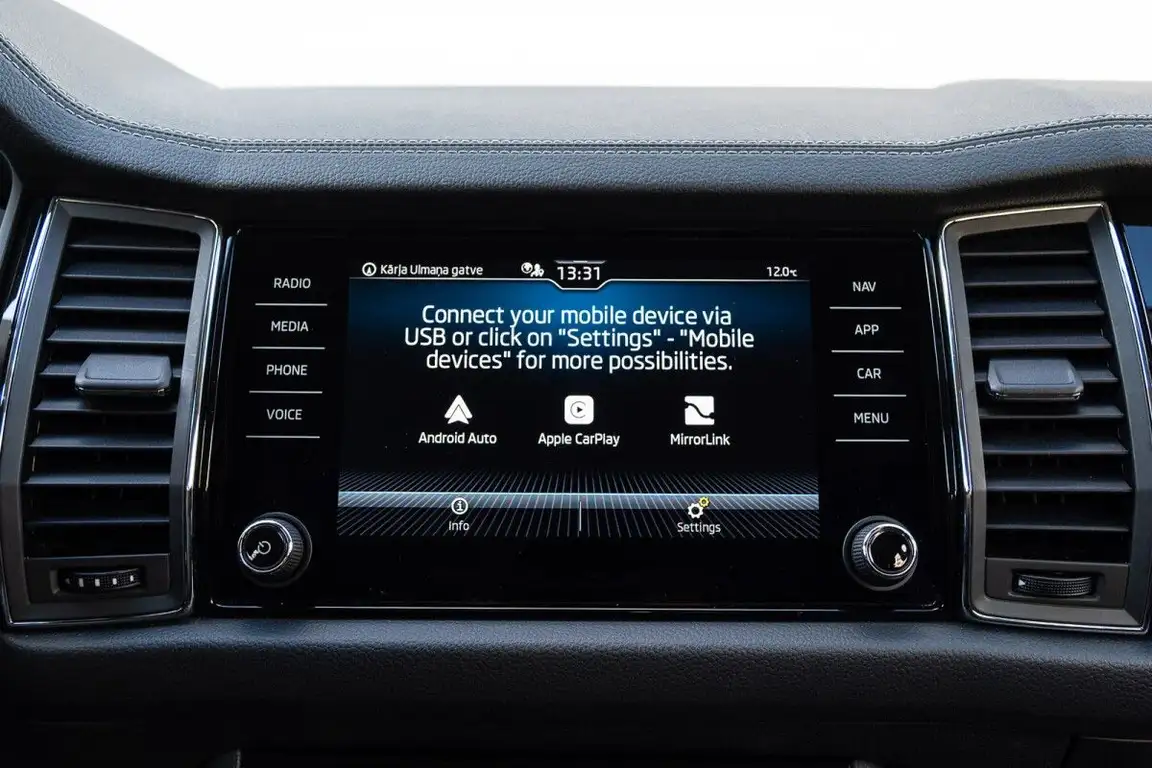 Kārļa Ulmaņa gatve
13:31
12.0°C
RADIO
MEDIA
PHONE
VOICE
Connect your mobile device via
USB or click on "Settings" - "Mobile
devices" for more possibilities.
Android Auto
Apple CarPlay
MirrorLink
Info
Settings
NAV
APP
CAR
MENU